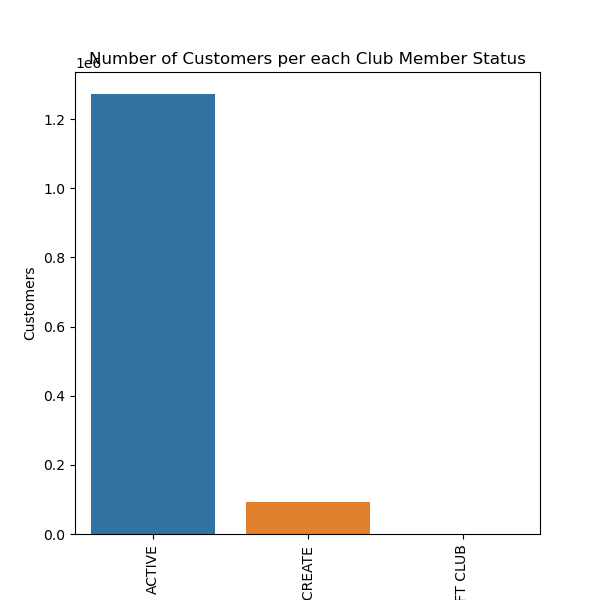 Number of Customers per each Club Member Status
1e6
1.2
1.0
0.8
0.6
0.4
0.2
0.0
Customers
ACTIVE
CREATE
FT CLUB